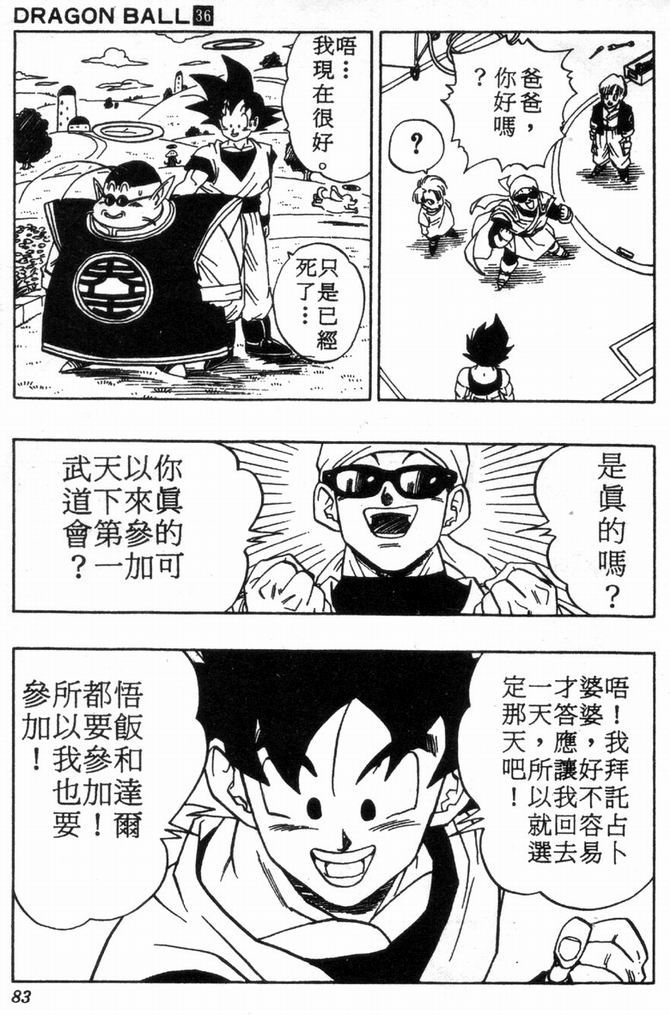 DRAGON BALL 36
爸爸，
你好嗎
？
？
唔…
我現在很好。
只是已經
死了…
是眞的嗎？
你眞的可
以來參加
天下第一
武道會？
唔！我拜託占卜
婆婆，好不容易
才答應讓我回去
一天，所以就選
定那天吧！
悟飯和達爾
都要參加！
所以我也要
參加！
83